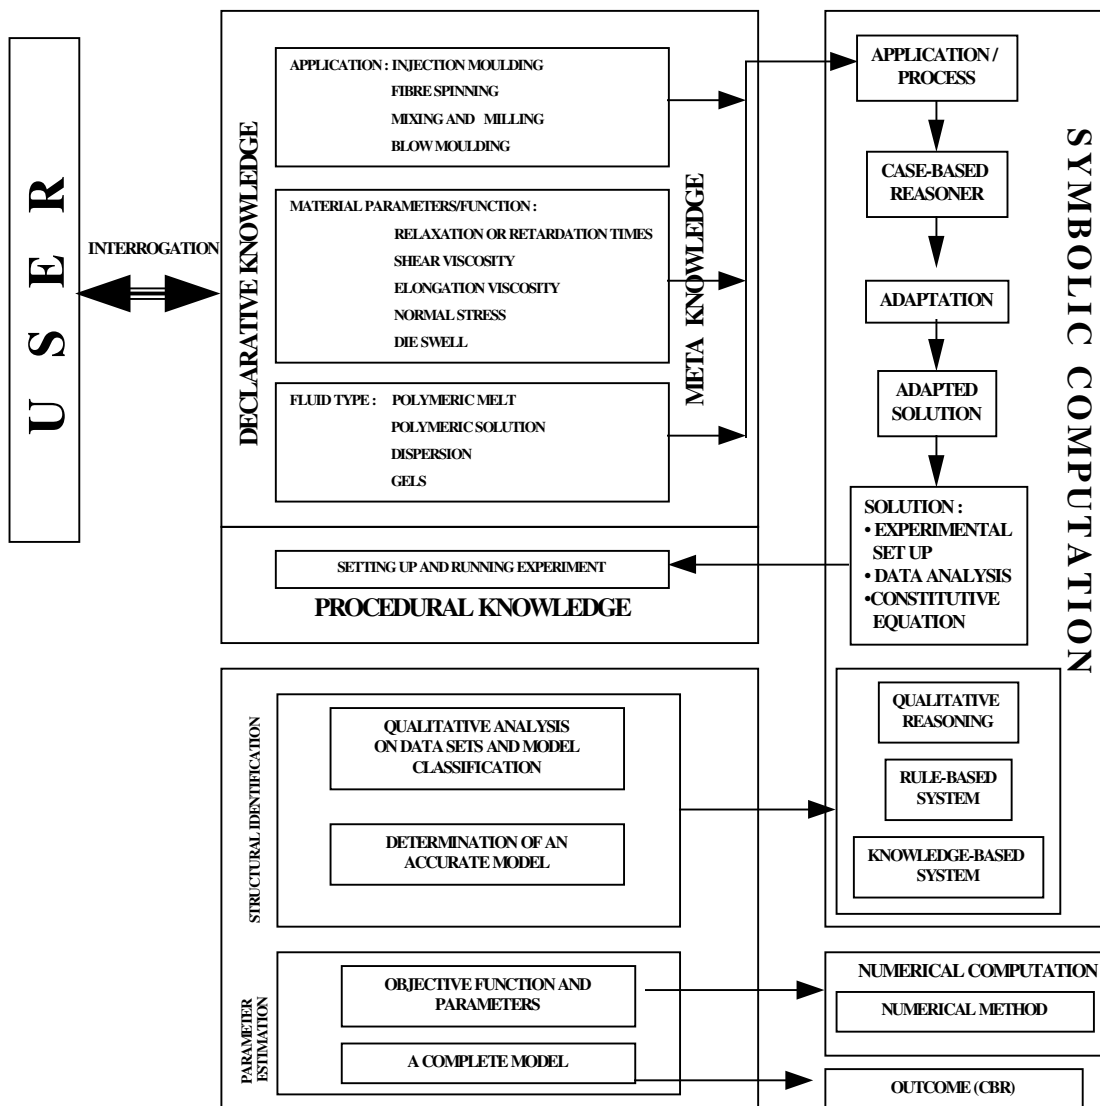 USER
INTERROGATION
DECLARATIVE KNOWLEDGE
APPLICATION : INJECTION MOULDING
FIBRE SPINNING
MIXING AND MILLING
BLOW MOULDING
MATERIAL PARAMETERS/FUNCTION :
RELAXATION OR RETARDATION TIMES
SHEAR VISCOSITY
ELONGATION VISCOSITY
NORMAL STRESS
DIE SWELL
FLUID TYPE : POLYMERIC MELT
POLYMERIC SOLUTION
DISPERSION
GELS
META KNOWLEDGE
SETTING UP AND RUNNING EXPERIMENT
PROCEDURAL KNOWLEDGE
SYMBOLIC COMPUTATION
APPLICATION /
PROCESS
CASE-BASED
REASONER
ADAPTATION
ADAPTED
SOLUTION
SOLUTION :
• EXPERIMENTAL
SET UP
• DATA ANALYSIS
•CONSTITUTIVE
EQUATION
STRUCTURAL IDENTIFICATION
QUALITATIVE ANALYSIS
ON DATA SETS AND MODEL
CLASSIFICATION
DETERMINATION OF AN
ACCURATE MODEL
QUALITATIVE
REASONING
RULE-BASED
SYSTEM
KNOWLEDGE-BASED
SYSTEM
PARAMETER
ESTIMATION
OBJECTIVE FUNCTION AND
PARAMETERS
A COMPLETE MODEL
NUMERICAL COMPUTATION
NUMERICAL METHOD
OUTCOME (CBR)